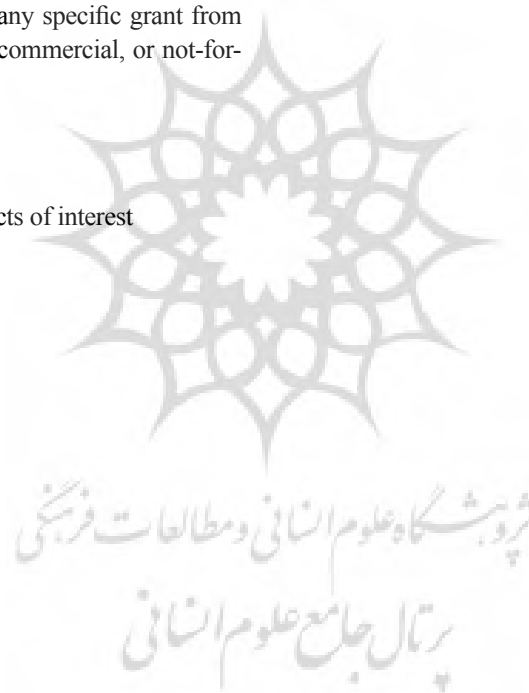 any specific grant from
commercial, or not-for-
cts of interest
پژوهشگاه علوم انسانی و مطالعات فرهنگی
پرتال جامع علوم انسانی